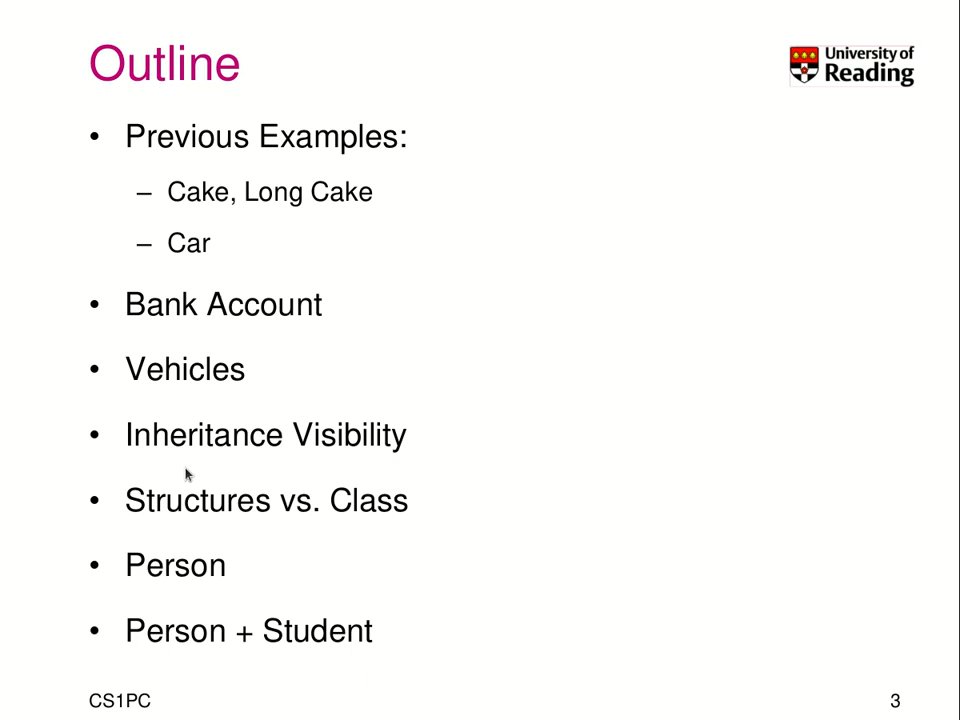 Outline
University of
Reading
• Previous Examples:
– Cake, Long Cake
– Car
• Bank Account
• Vehicles
• Inheritance Visibility
• Structures vs. Class
• Person
• Person + Student
CS1PC
3